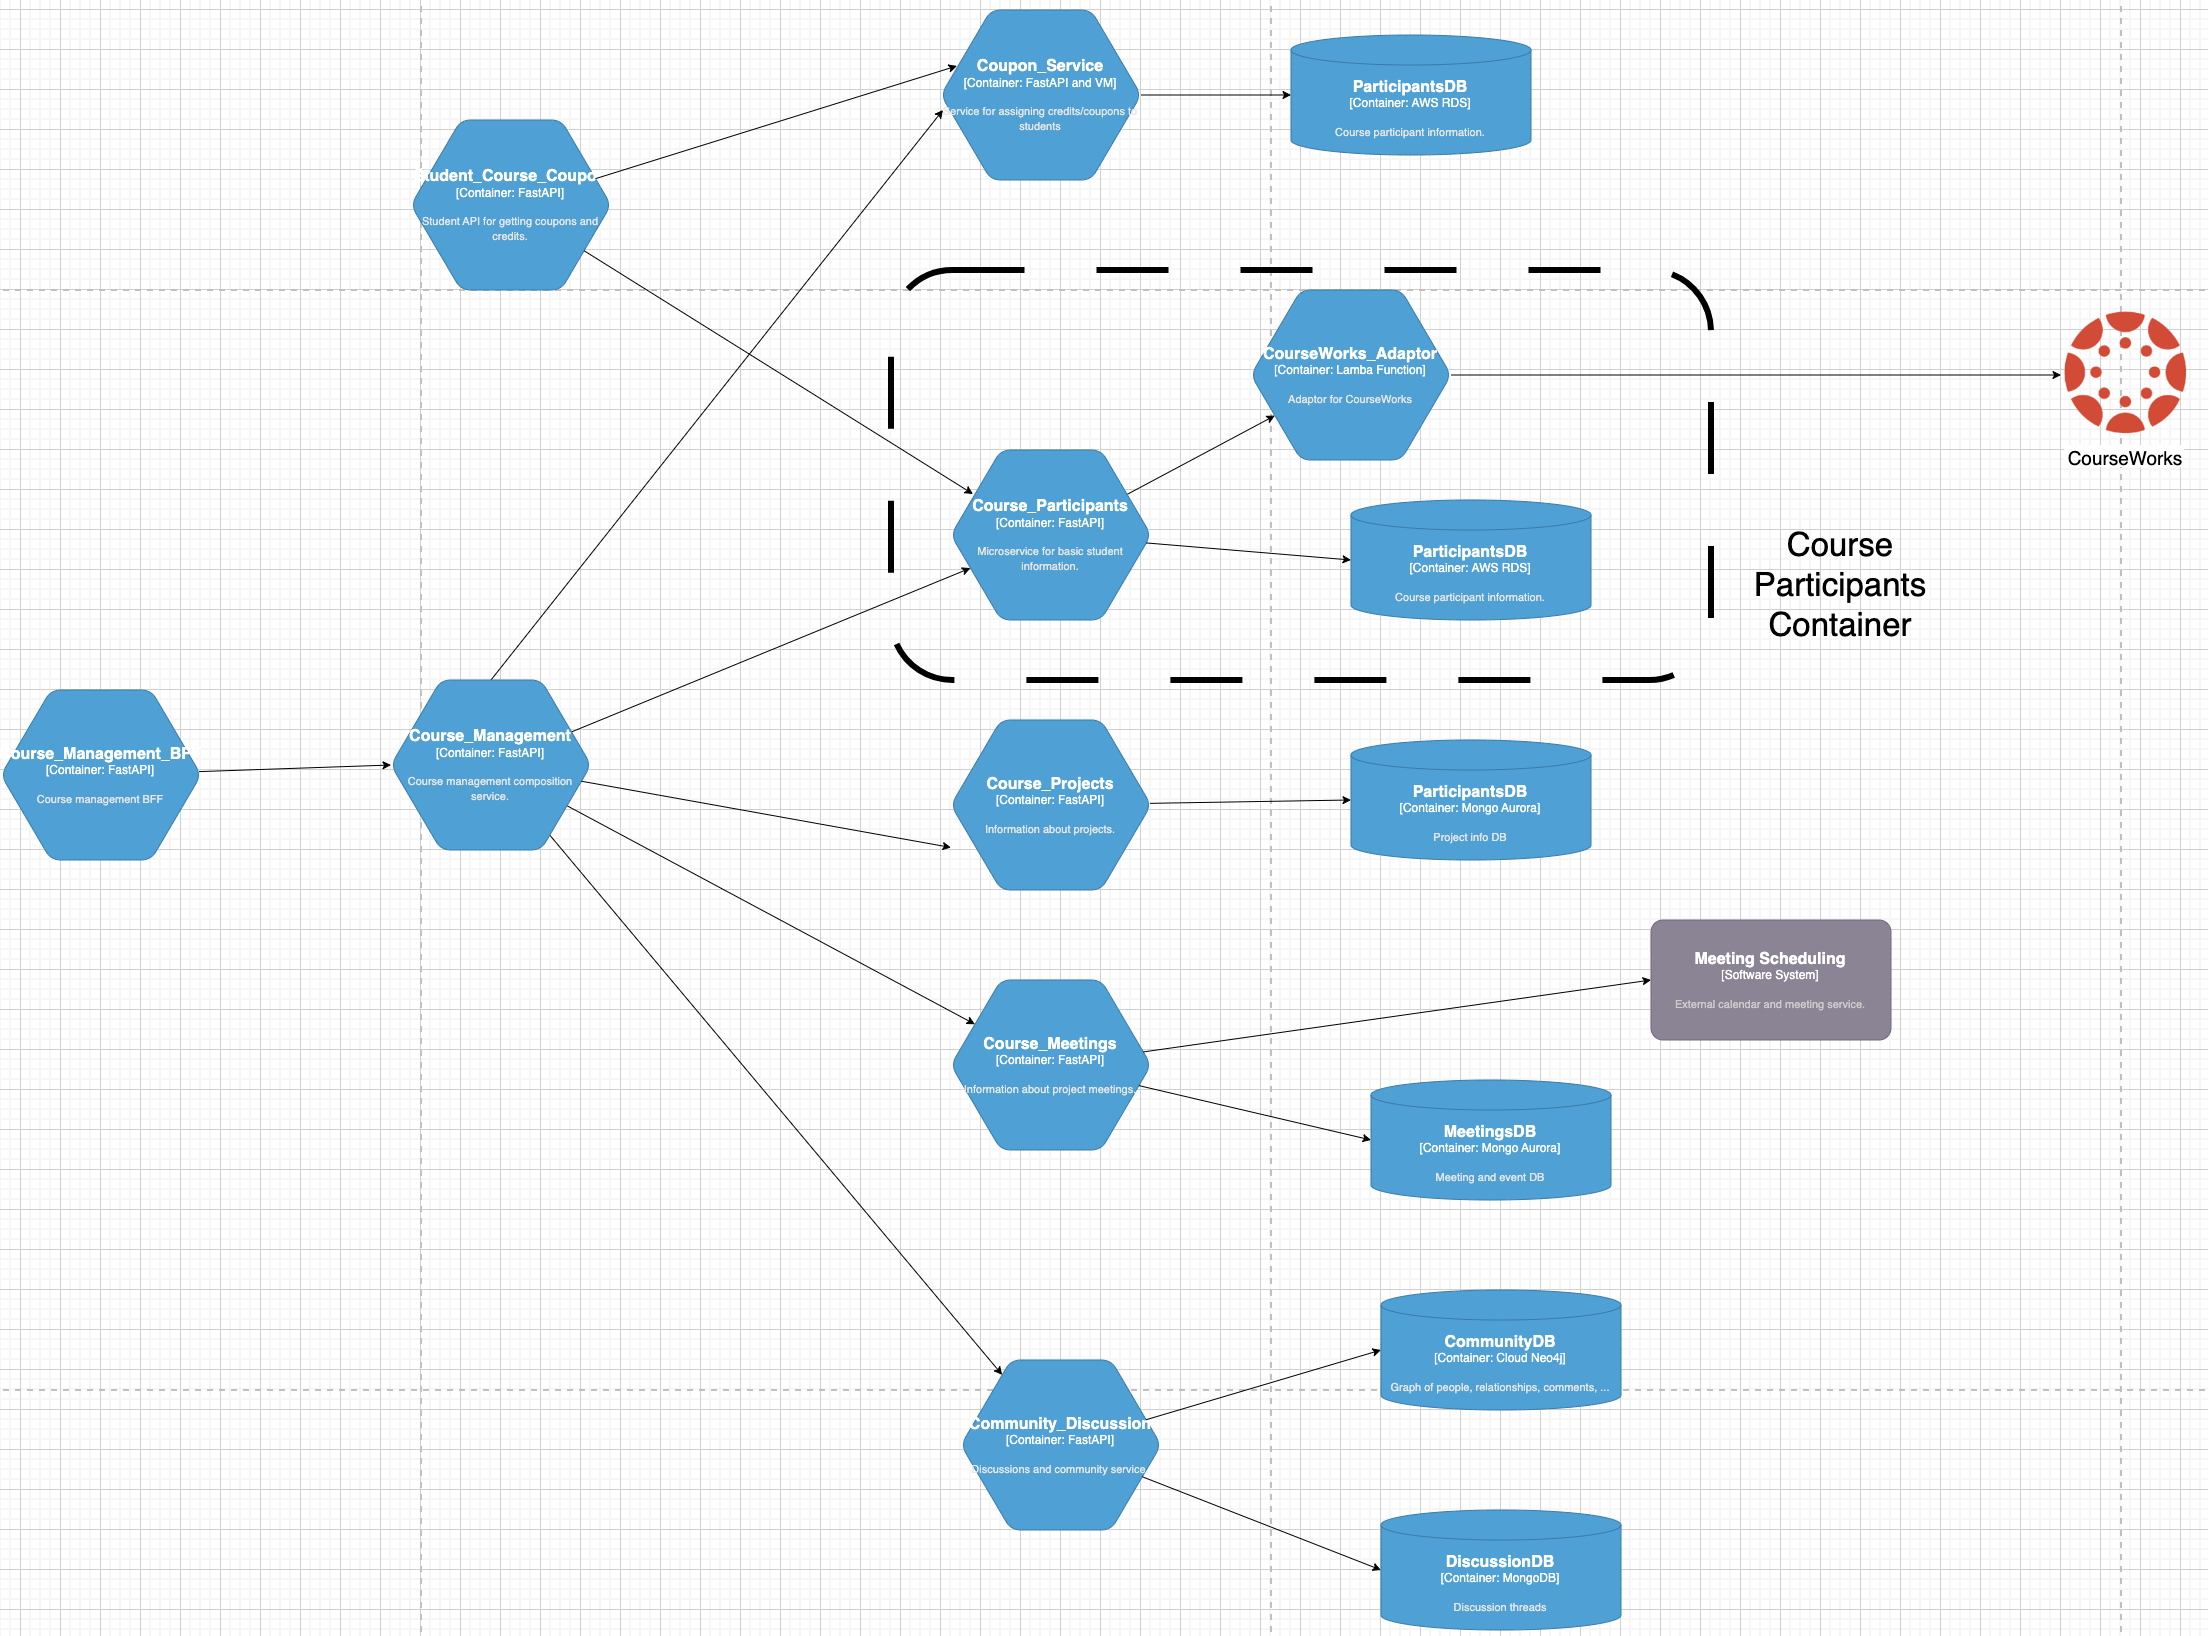 Coupon_Service
[Container: FastAPI and VM]
ervice for assigning credits/coupons t
students
ParticipantsDB
[Container: AWS RDS]
Course participant information.
tudent_Course_Coupo
[Container: FastAPI]
Student API for getting coupons and
credits.
CourseWorks_Adaptor
[Container: Lamba Function]
Adaptor for CourseWorks
CourseWorks
Course_Participants
[Container: FastAPI]
Microservice for basic student
information.
ParticipantsDB
[Container: AWS RDS]
Course participant information.
Course
Participants
Container
ourse_Management_BF
[Container: FastAPI]
Course management BFF
Course_Management
[Container: FastAPI]
Course management composition
service.
Course_Projects
[Container: FastAPI]
Information about projects.
ParticipantsDB
[Container: Mongo Aurora]
Project info DB
Meeting Scheduling
[Software System]
External calendar and meeting service.
Course_Meetings
[Container: FastAPI]
Information about project meetings.
MeetingsDB
[Container: Mongo Aurora]
Meeting and event DB
CommunityDB
[Container: Cloud Neo4j]
Graph of people, relationships, comments, ...
Community_Discussion
[Container: FastAPI]
Discussions and community service
DiscussionDB
[Container: MongoDB]
Discussion threads